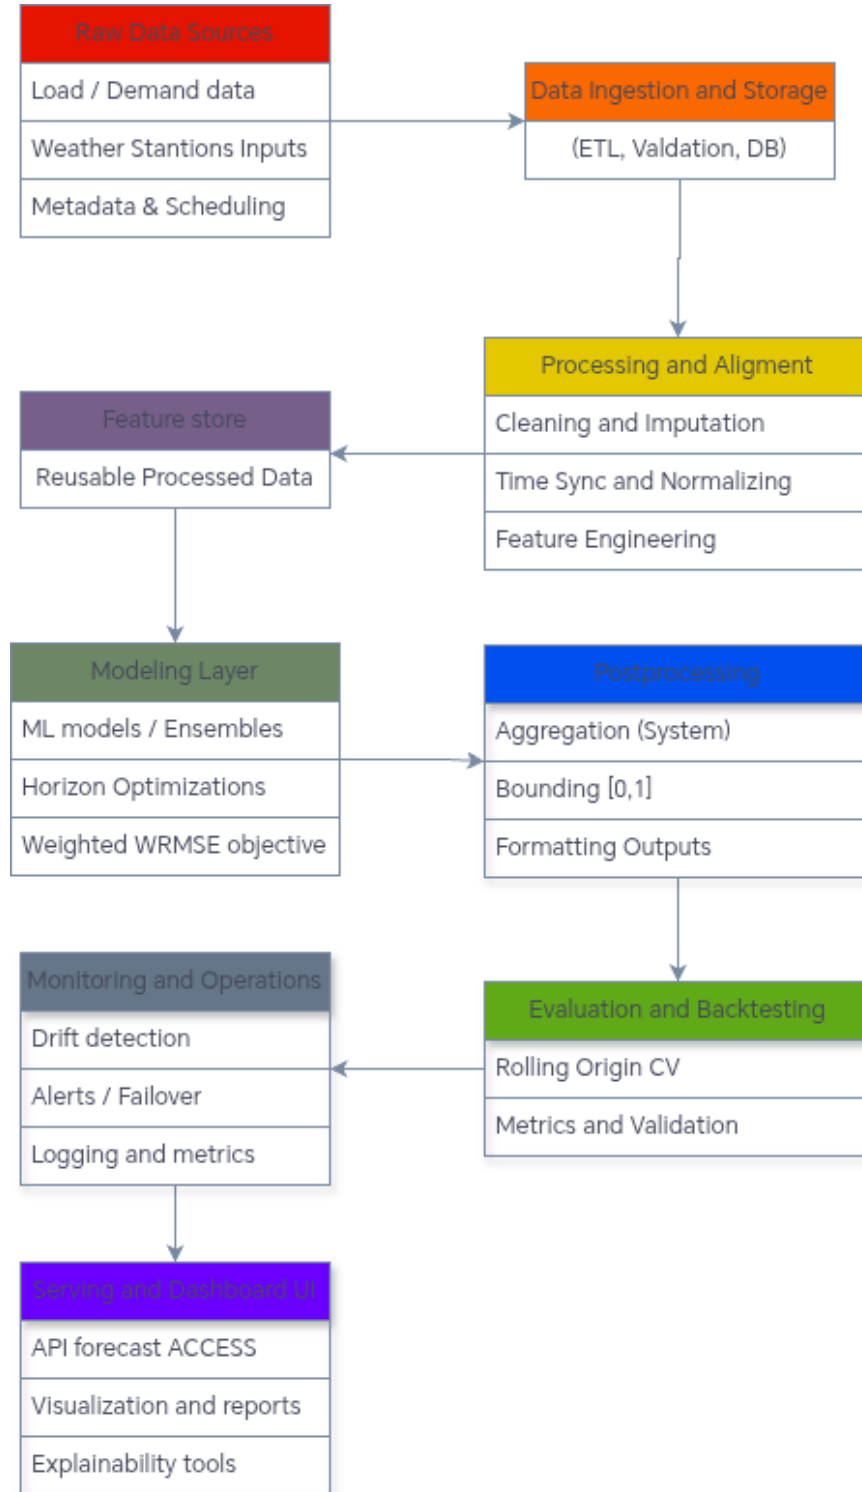 Raw Data Sources
Load / Demand data
Weather Stantions Inputs
Metadata & Scheduling
Data Ingestion and Storage
(ETL, Valdation, DB)
Processing and Aligment
Cleaning and Imputation
Time Sync and Normalizing
Feature Engineering
Feature store
Reusable Processed Data
Modeling Layer
ML models / Ensembles
Horizon Optimizations
Weighted WRMSE objective
Postprocessing
Aggregation (System)
Bounding [0,1]
Formatting Outputs
Evaluation and Backtesting
Rolling Origin CV
Metrics and Validation
Monitoring and Operations
Drift detection
Alerts / Failover
Logging and metrics
Serving and Dashboard UI
API forecast ACCESS
Visualization and reports
Explainability tools